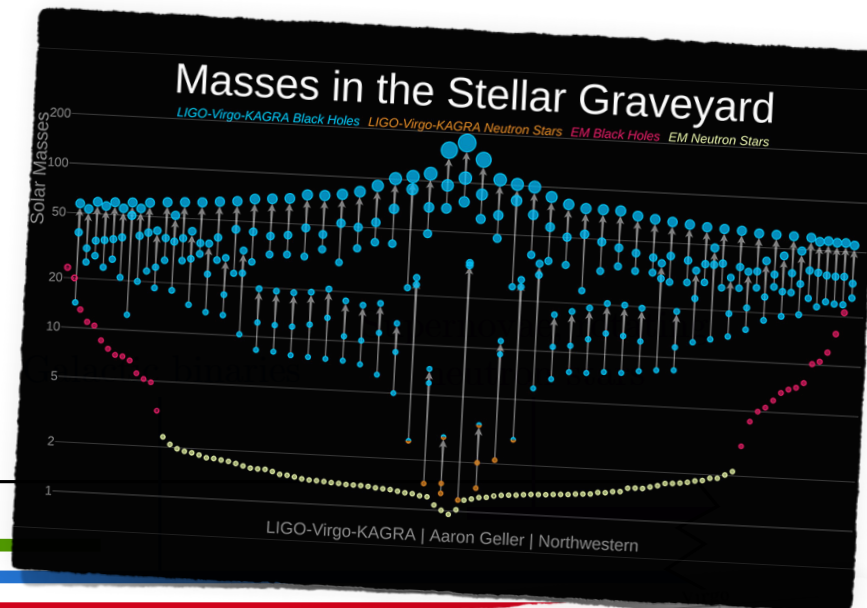 Masses in the Stellar Graveyard
LIGO-Virgo-KAGRA Black Holes LIGO-Virgo-KAGRA Neutron Stars EM Black Holes EM Neutron Stars
Solar Masses
200
100
50
20
10
5
2
1
LIGO-Virgo-KAGRA | Aaron Geller | Northwestern